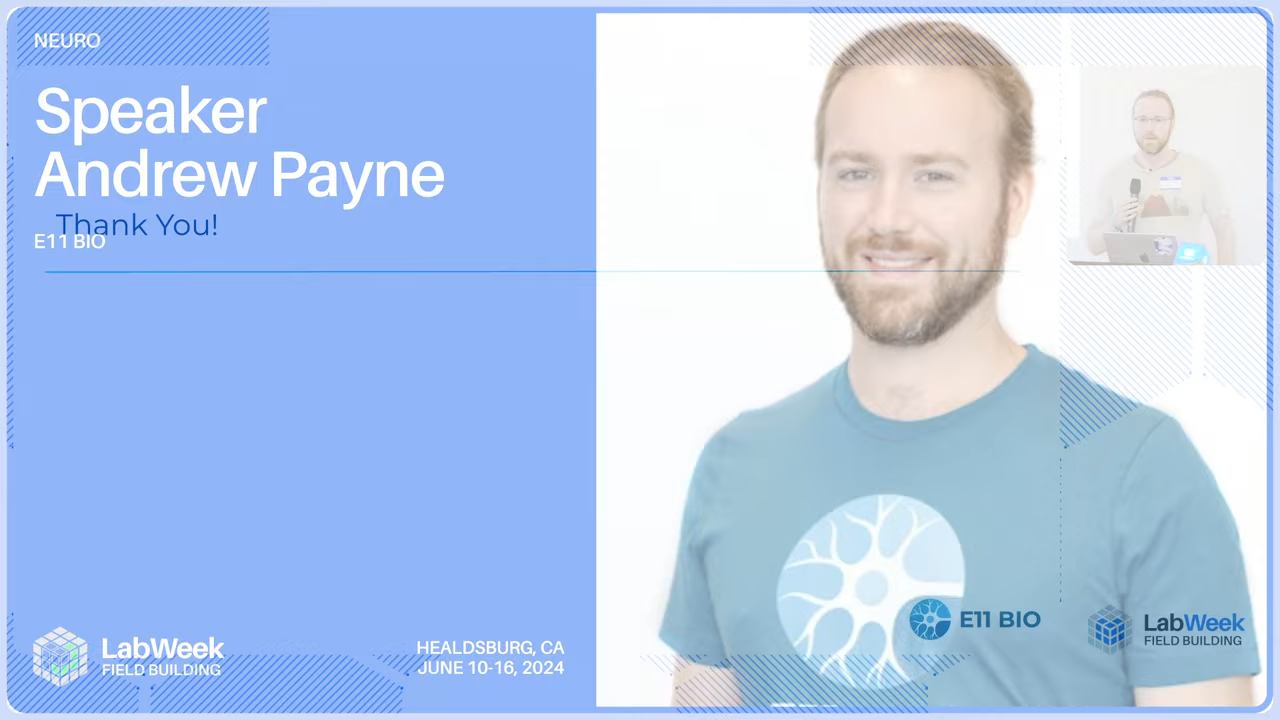 NEURO
Speaker
Andrew Payne
Thank You!
E11 BIO
E11 BIO
LabWeek
FIELD BUILDING
LabWeek
FIELD BUILDING
HEALDSBURG, CA
JUNE 10-16, 2024